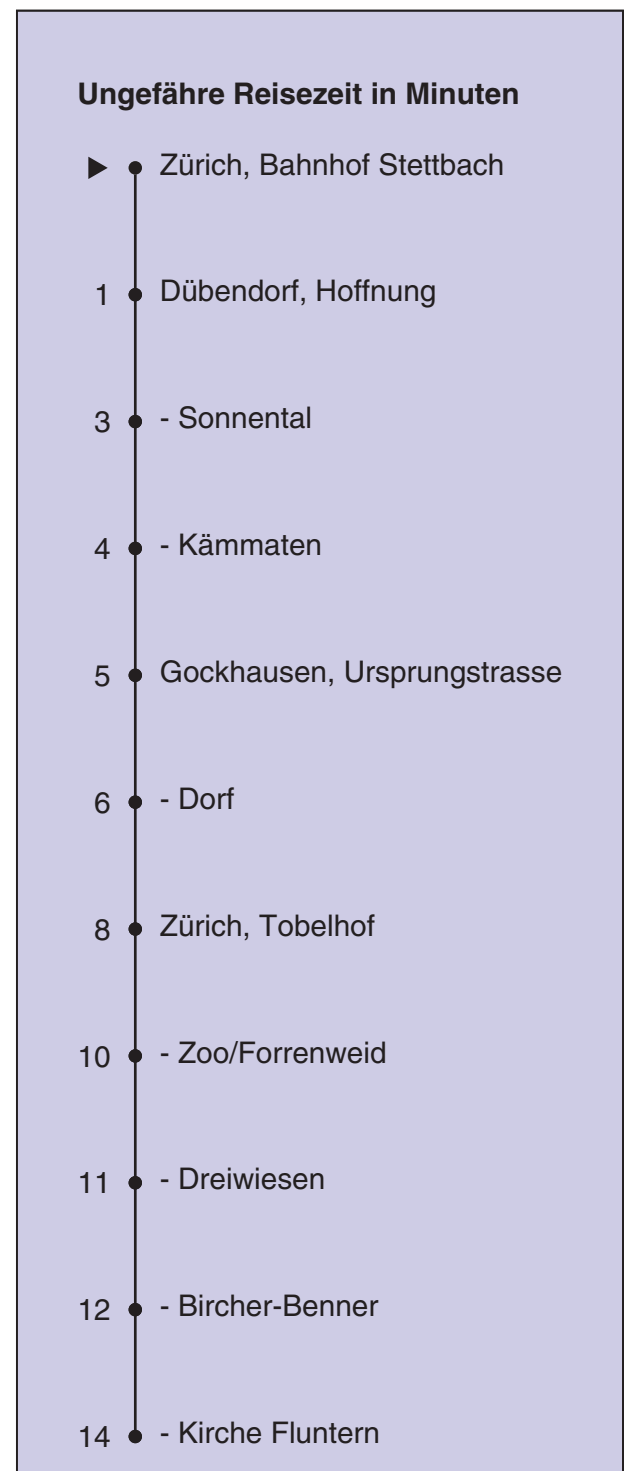 Ungefähre Reisezeit in Minuten
Zürich, Bahnhof Stettbach
1 Dübendorf, Hoffnung
3 - Sonnental
4 - Kämmaten
5 Gockhausen, Ursprungstrasse
6 - Dorf
8 Zürich, Tobelhof
10 - Zoo/Forrenweid
11 - Dreiwiesen
12 - Bircher-Benner
14 - Kirche Fluntern